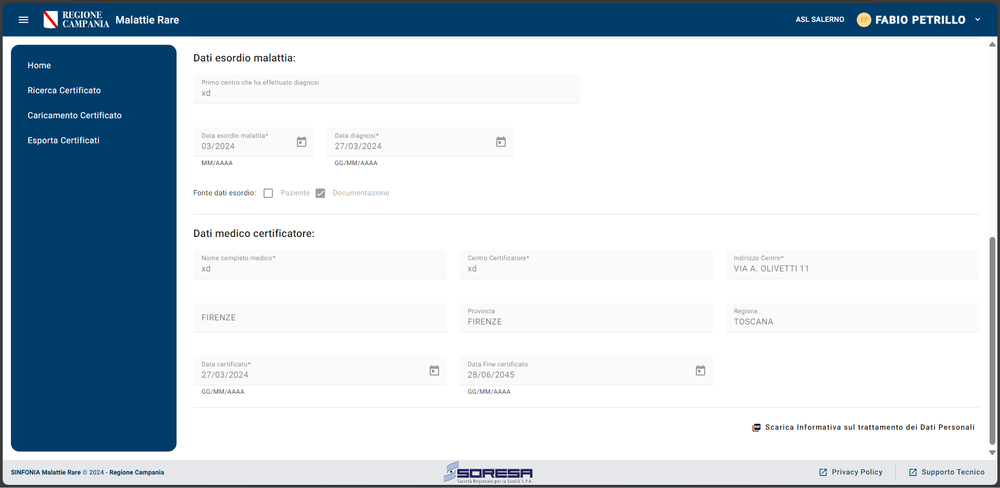 REGIONE
CAMPANIA
Malattie Rare
ASL SALERNO
FP
FABIO PETRILLO
Home
Ricerca Certificato
Caricamento Certificato
Esporta Certificati
Dati esordio malattia:
Primo centro che ha effettuato diagnosi
xd
Data esordio malattia*
03/2024
MM/AAAA
Data diagnosi*
27/03/2024
GG/MM/AAAA
Fonte dati esordio: Paziente Documentazione
Dati medico certificatore:
Nome completo medico*
xd
Centro Certificatore*
xd
Indirizzo Centro*
VIA A. OLIVETTI 11
FIRENZE
Provincia
FIRENZE
Regione
TOSCANA
Data certificato*
27/03/2024
GG/MM/AAAA
Data Fine certificato
28/06/2045
GG/MM/AAAA
PDF
Scarica Informativa sul trattamento dei Dati Personali
SINFONIA Malattie Rare © 2024 - Regione Campania
SORESA
Società Regionale per la Sanità S.P.A.
Privacy Policy
Supporto Tecnico